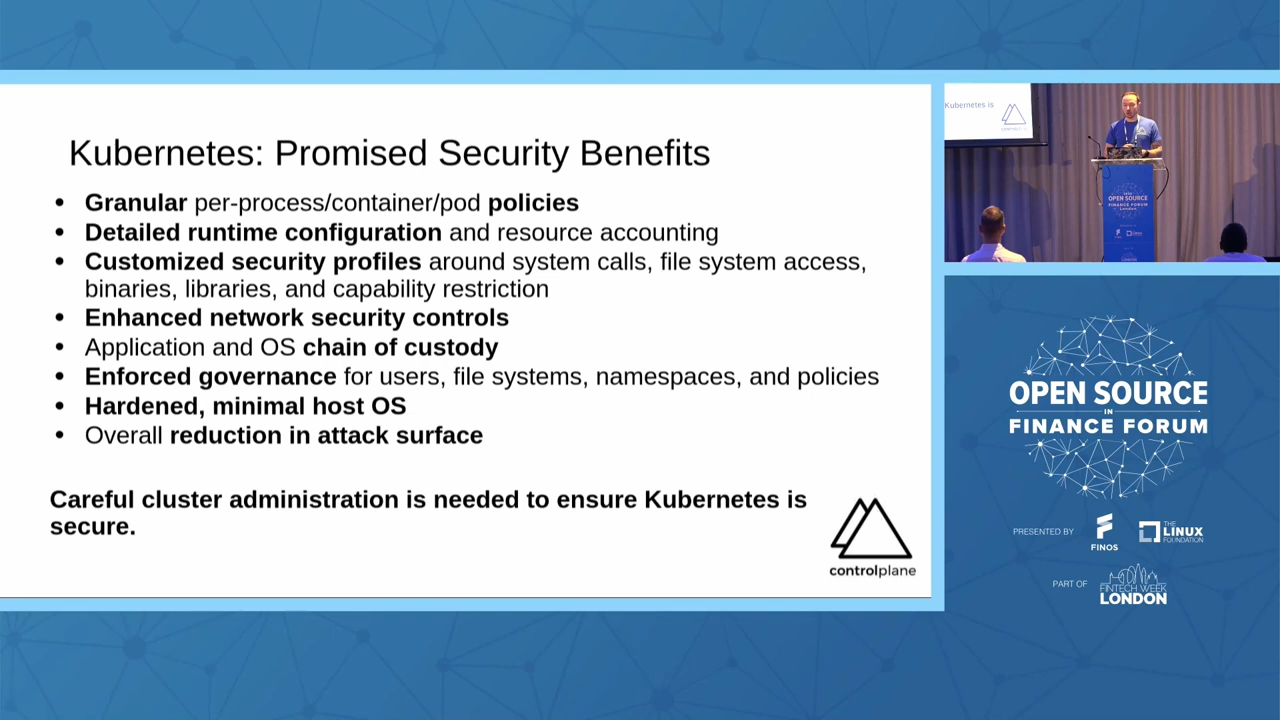 Kubernetes: Promised Security Benefits
• Granular per-process/container/pod policies
• Detailed runtime configuration and resource accounting
• Customized security profiles around system calls, file system access,
binaries, libraries, and capability restriction
• Enhanced network security controls
• Application and OS chain of custody
• Enforced governance for users, file systems, namespaces, and policies
• Hardened, minimal host OS
• Overall reduction in attack surface
Careful cluster administration is needed to ensure Kubernetes is
secure.
controlplane
Kubernetes is
OPEN SOURCE
FINANCE FORUM
OPEN SOURCE
IN
FINANCE FORUM
PRESENTED BY
FINOS
THE
LINUX
FOUNDATION
PART OF
FINTECH WEEK
LONDON